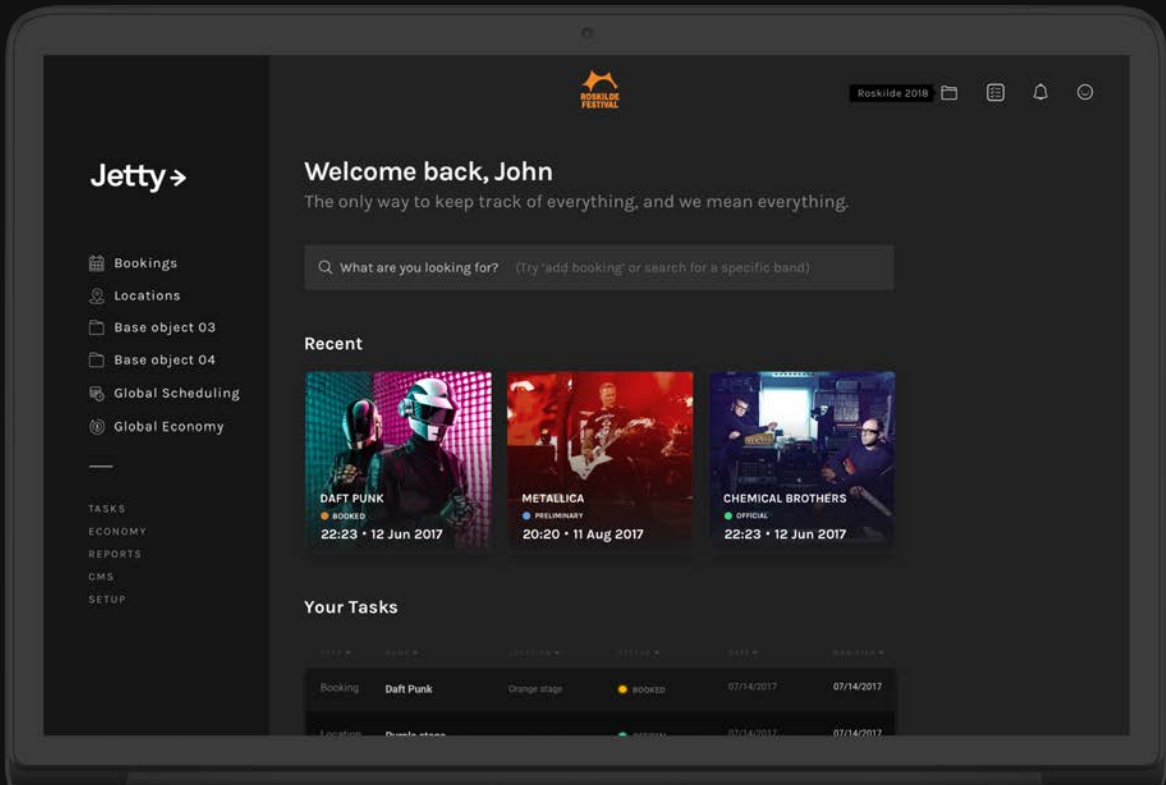 ROSKILDE
FESTIVAL
Roskilde 2018
Jetty
Bookings
Locations
Base object 03
Base object 04
Global Scheduling
Global Economy
TASKS
ECONOMY
REPORTS
CMS
SETUP
Welcome back, John
The only way to keep track of everything, and we mean everything.
What are you looking for? (Try 'add booking' or search for a specific band)
Recent
DAFT PUNK
BOOKED
22:23 • 12 Jun 2017
METALLICA
PRELIMINARY
20:20 • 11 Aug 2017
CHEMICAL BROTHERS
OFFICIAL
22:23 • 12 Jun 2017
Your Tasks
Booking Daft Punk Orange stage BOOKED 07/14/2017 07/14/2017
Location Purple stage OFFICIAL 07/14/2017 07/14/2017